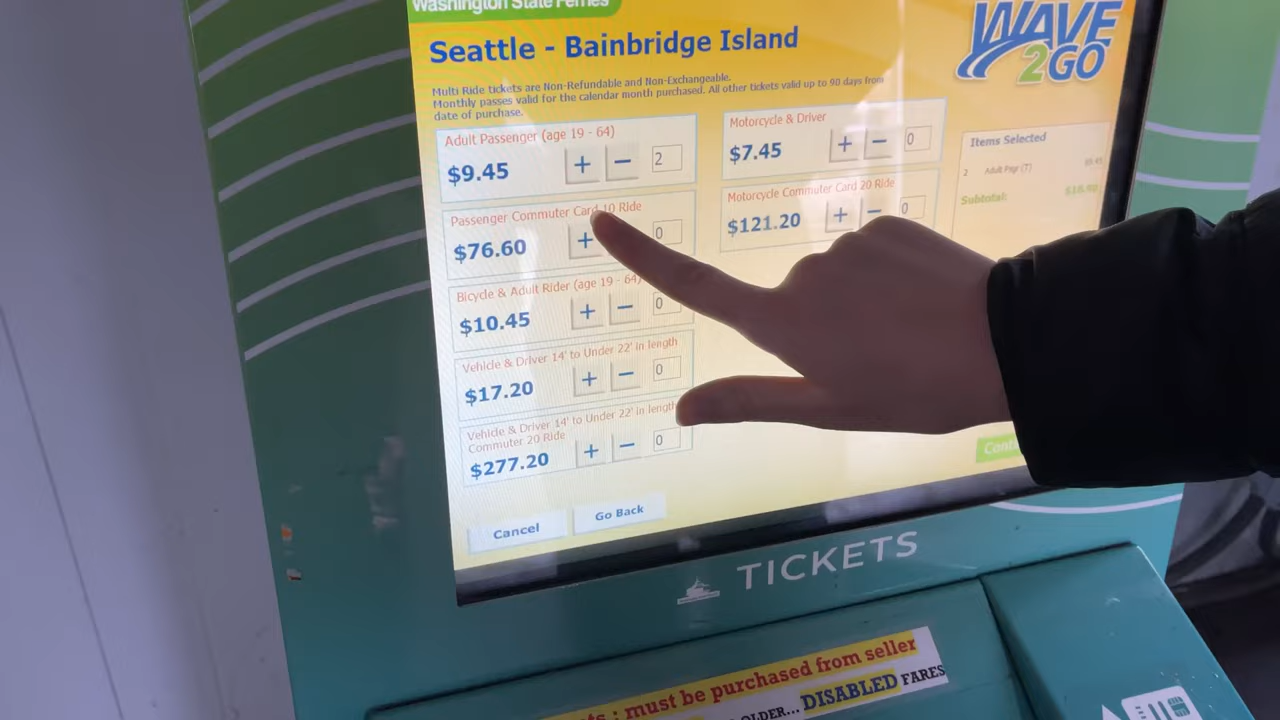 Washington State Ferries
WAVE
2GO
Seattle - Bainbridge Island
Multi Ride tickets are Non-Refundable and Non-Exchangeable.
Monthly passes valid for the calendar month purchased. All other tickets valid up to 90 days from
date of purchase.
Adult Passenger (age 19 - 64)
$9.45 + − 2
Passenger Commuter Card 10 Ride
$76.60 + 0
Bicycle & Adult Rider (age 19 - 64)
$10.45 + − 0
Vehicle & Driver 14' to Under 22' in length
$17.20 + − 0
Vehicle & Driver 14' to Under 22' in length
Commuter 20 Ride
$277.20 + − 0
Motorcycle & Driver
$7.45 + − 0
Motorcycle Commuter Card 20 Ride
$121.20 + − 0
Items Selected
2 Adult Psgr (T)
Subtotal: $18.90
Cancel
Go Back
TICKETS
: must be purchased from seller
OLDER... DISABLED FARES